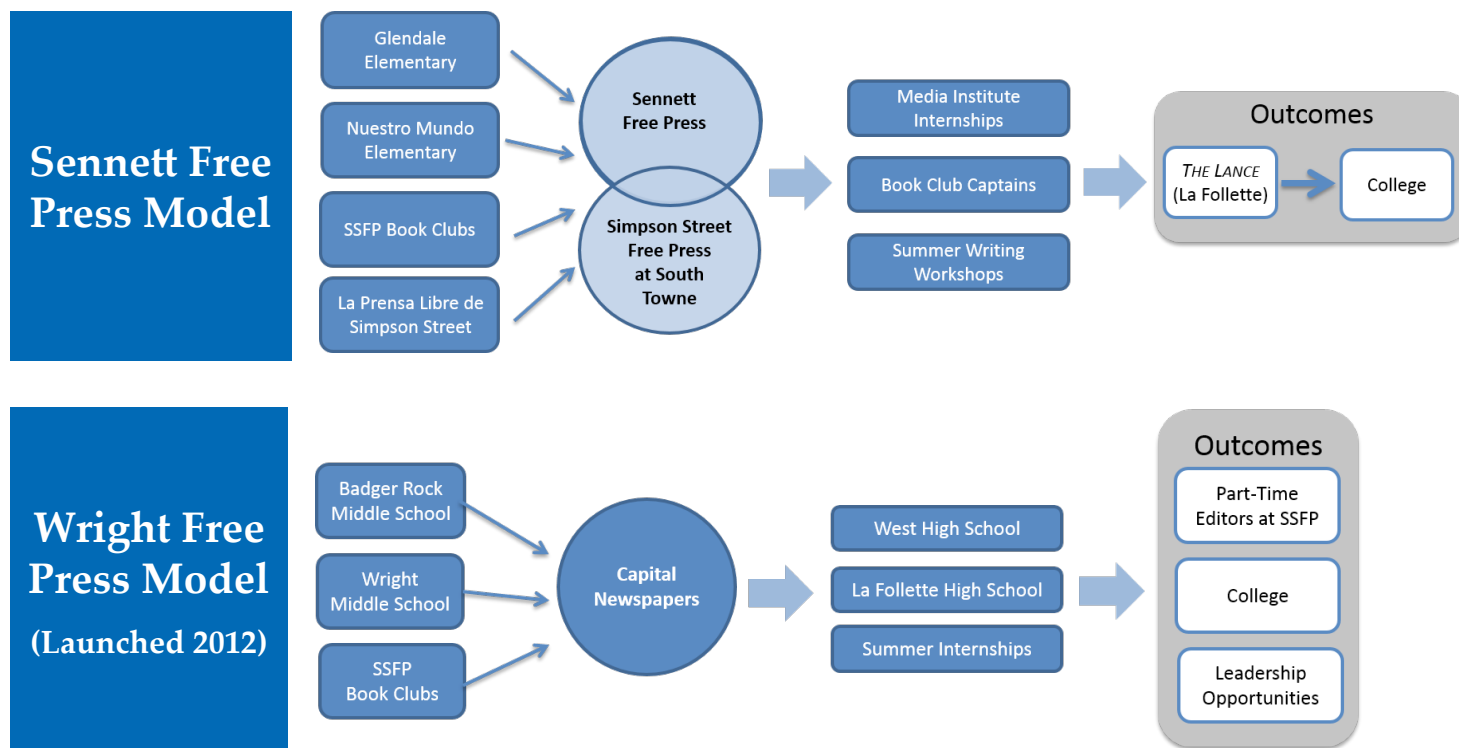 Sennett Free
Press Model
Glendale
Elementary
Nuestro Mundo
Elementary
SSFP Book Clubs
La Prensa Libre de
Simpson Street
Sennett
Free Press
Simpson Street
Free Press
at South
Towne
Media Institute
Internships
Book Club Captains
Summer Writing
Workshops
Outcomes
THE LANCE
(La Follette)
College
Wright Free
Press Model
(Launched 2012)
Badger Rock
Middle School
Wright
Middle School
SSFP
Book Clubs
Capital
Newspapers
West High School
La Follette High School
Summer Internships
Outcomes
Part-Time
Editors at SSFP
College
Leadership
Opportunities